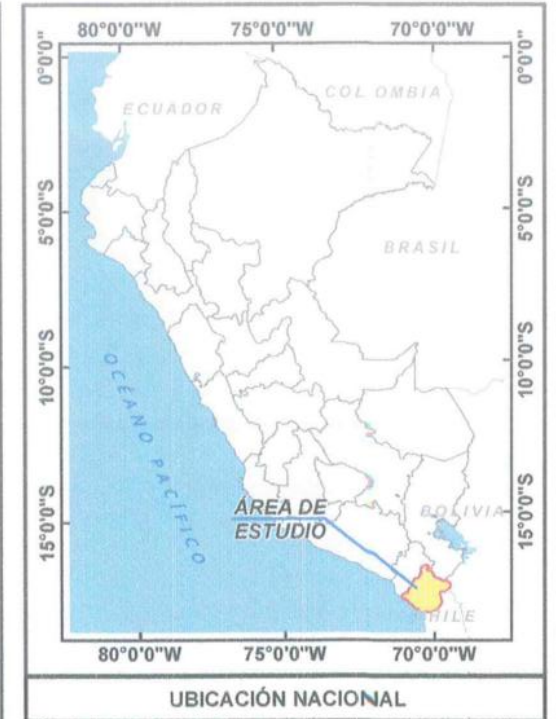 80°0'0"W 75°0'0"W 70°0'0"W
0°0'0" 0°0'0"
ECUADOR
COLOMBIA
5°0'0"S 5°0'0"S
BRASIL
10°0'0"S 10°0'0"S
OCÉANO PACÍFICO
ÁREA DE
ESTUDIO
BOLIVIA
15°0'0"S 15°0'0"S
CHILE
80°0'0"W 75°0'0"W 70°0'0"W
UBICACIÓN NACIONAL